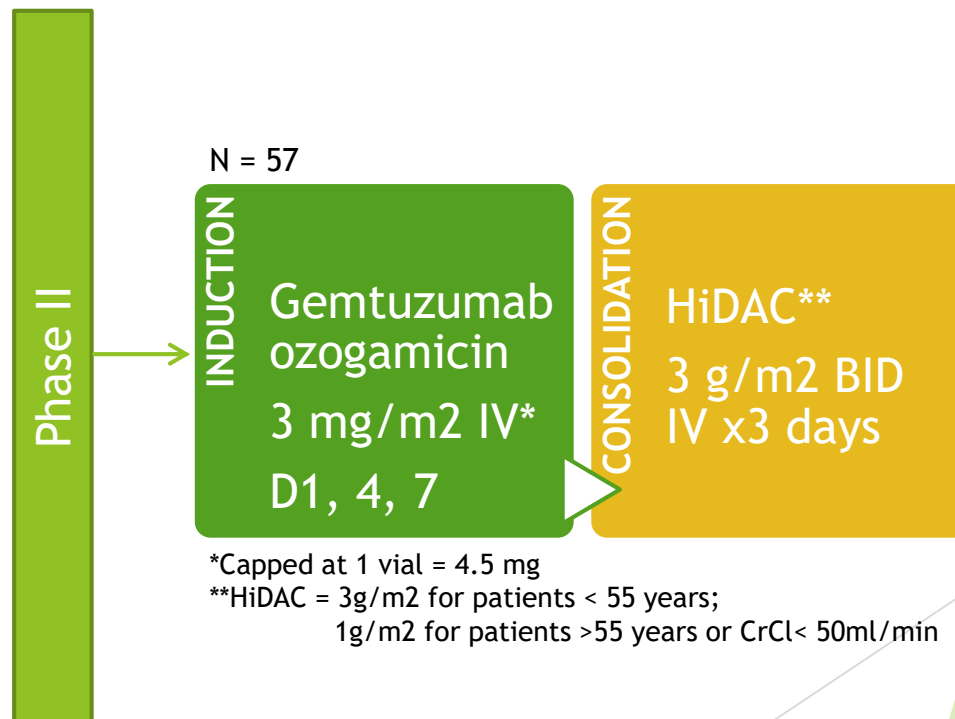 Phase II
N = 57
INDUCTION
Gemtuzumab
ozogamicin
3 mg/m2 IV*
D1, 4, 7
CONSOLIDATION
HiDAC**
3 g/m2 BID
IV x3 days
*Capped at 1 vial = 4.5 mg
**HiDAC = 3g/m2 for patients < 55 years;
1g/m2 for patients >55 years or CrCl< 50ml/min